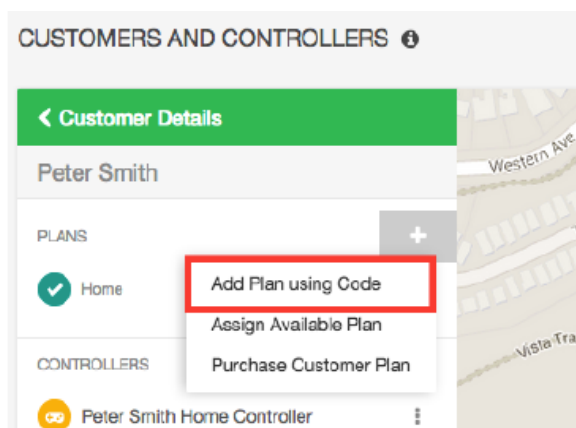 CUSTOMERS AND CONTROLLERS
Customer Details
Peter Smith
PLANS
Home
Add Plan using Code
Assign Available Plan
Purchase Customer Plan
CONTROLLERS
Peter Smith Home Controller
Western Ave
Vista Tra